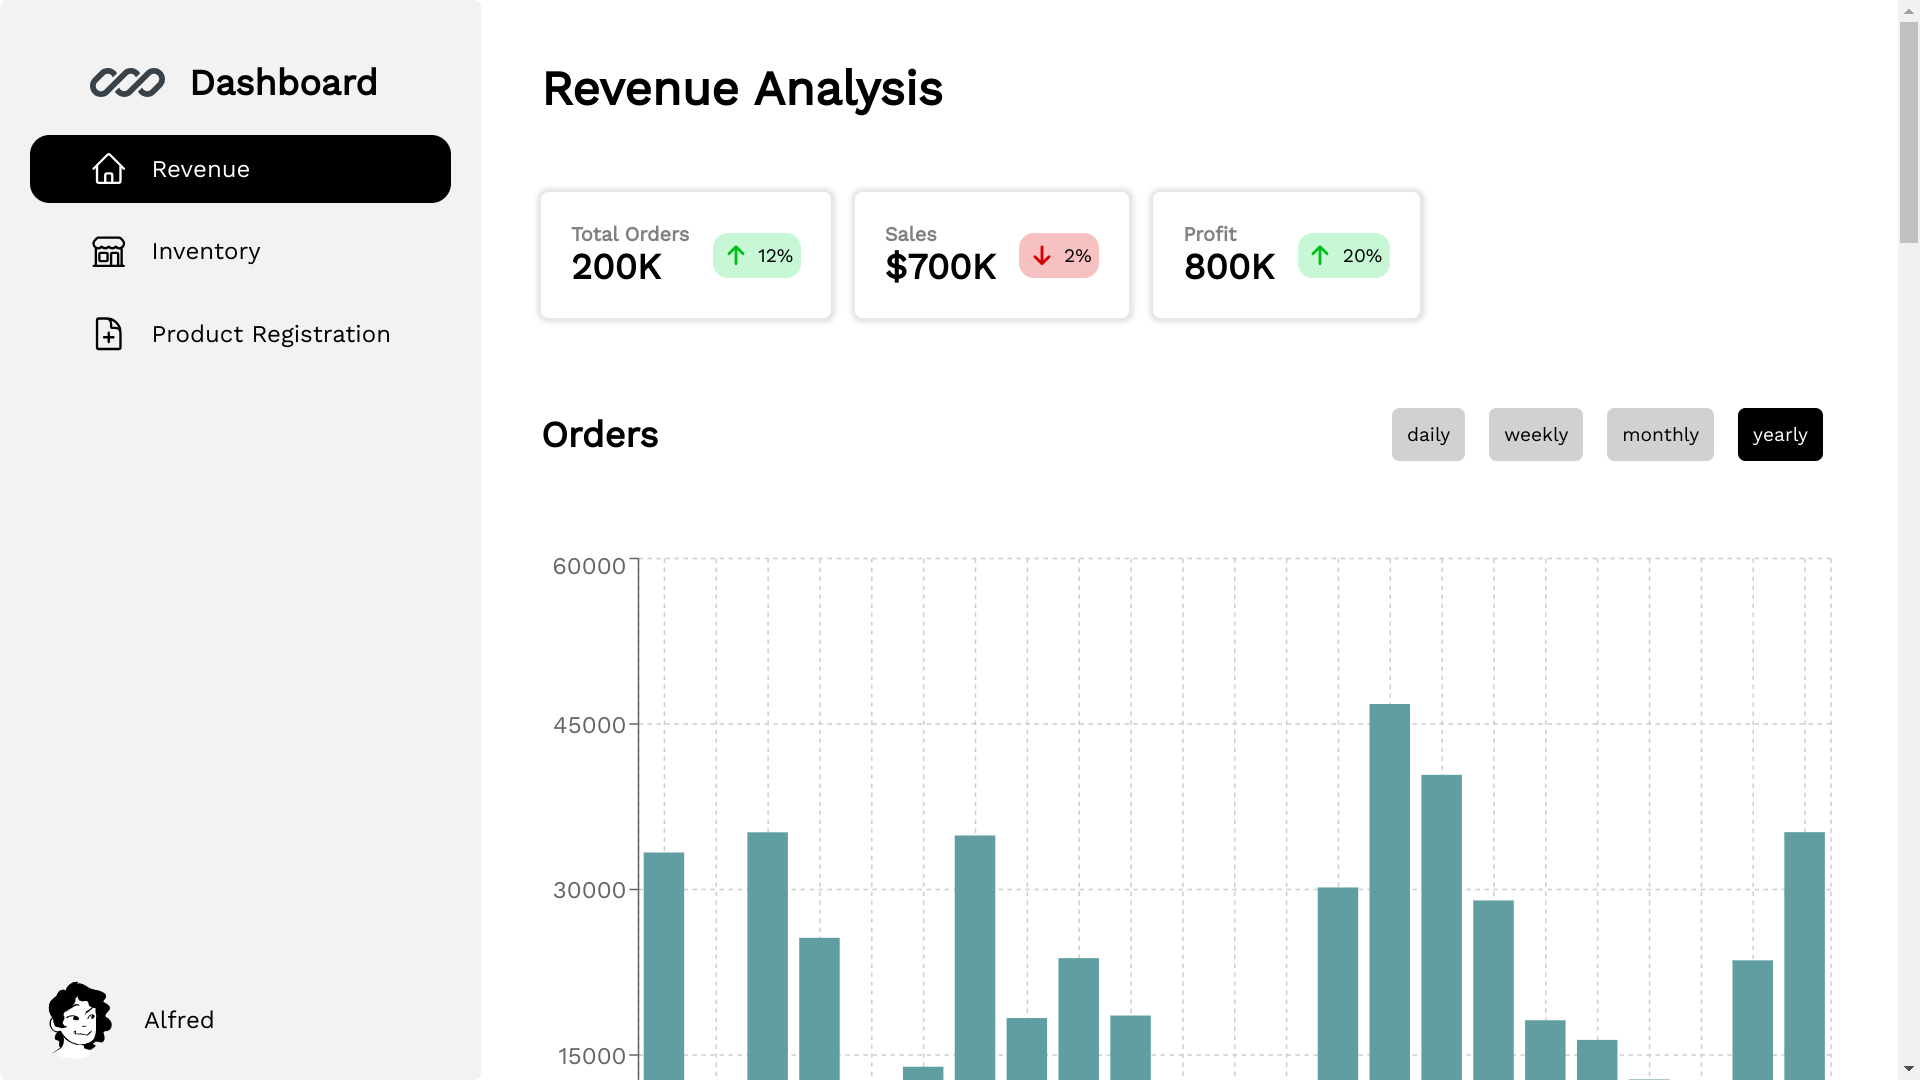 Dashboard
Revenue
Inventory
Product Registration
Alfred
Revenue Analysis
Total Orders
200K
12%
Sales
$700K
2%
Profit
800K
20%
Orders
daily weekly monthly yearly
60000
45000
30000
15000